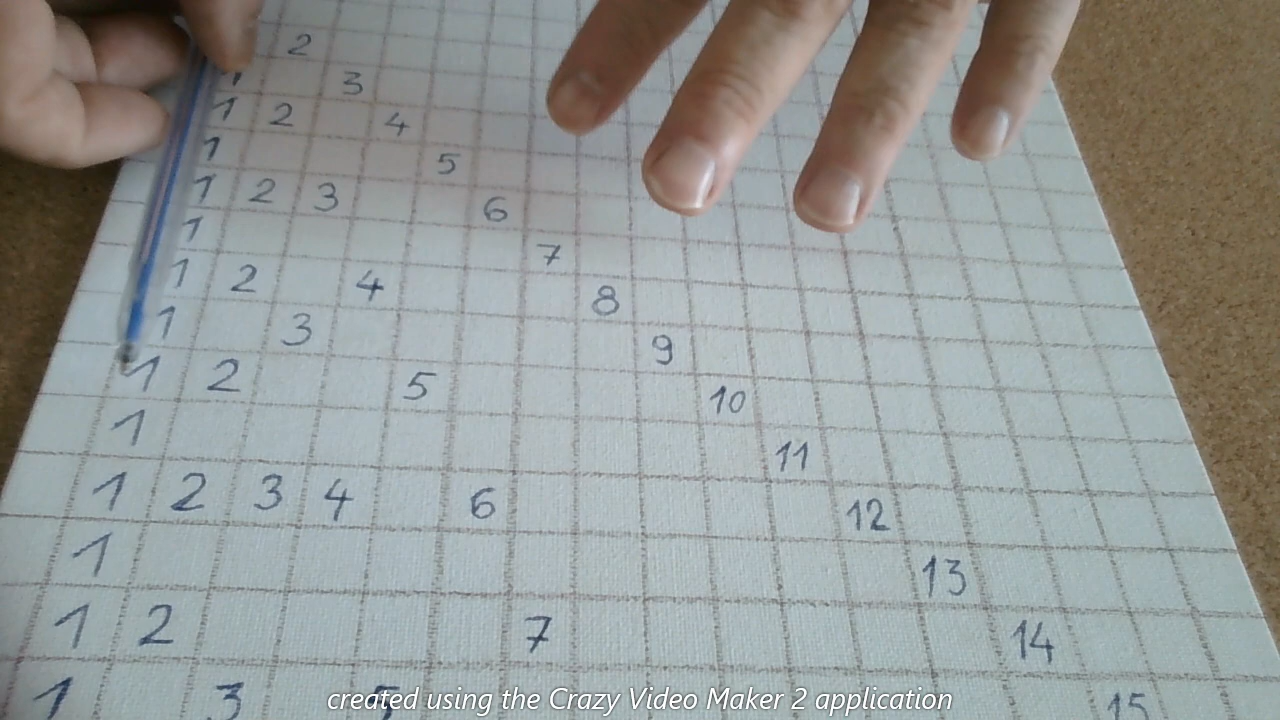 2
1 3
1 2 4
1 5
1 2 3 6
1 7
1 2 4 8
1 3 9
1 2 5 10
1 11
1 2 3 4 6 12
1 13
1 2 7 14
1 3 5 15
created using the Crazy Video Maker 2 application